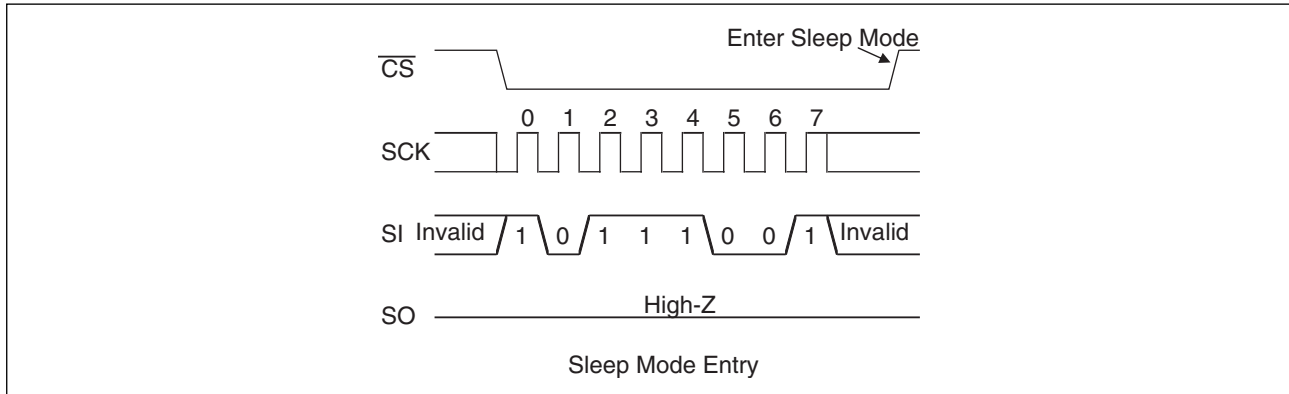 Enter Sleep Mode
CS
0 1 2 3 4 5 6 7
SCK
SI Invalid 1 0 1 1 1 0 0 1 Invalid
High-Z
SO
Sleep Mode Entry